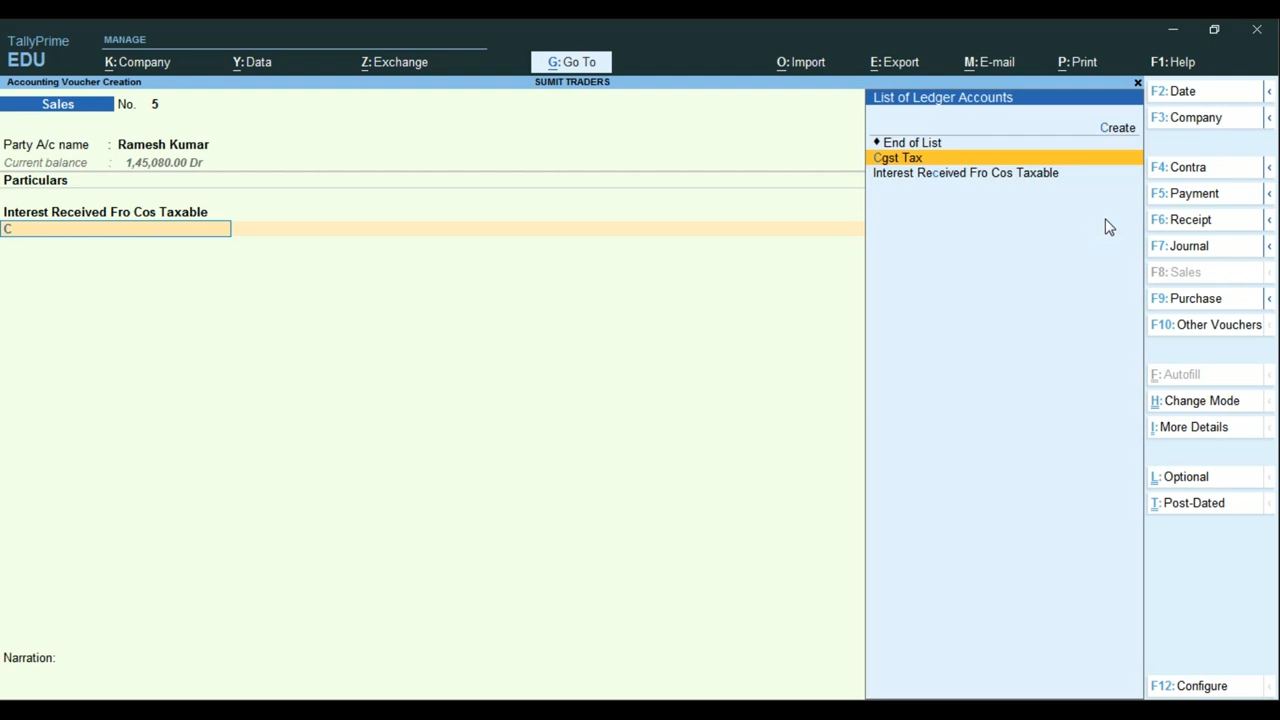 TallyPrime
EDU
MANAGE
K: Company
Y: Data
Z: Exchange
G: Go To
O: Import
E: Export
M: E-mail
P: Print
F1: Help
Accounting Voucher Creation
SUMIT TRADERS
Sales No. 5
Party A/c name : Ramesh Kumar
Current balance : 1,45,080.00 Dr
Particulars
Interest Received Fro Cos Taxable
C
Narration:
List of Ledger Accounts
Create
♦ End of List
Cgst Tax
Interest Received Fro Cos Taxable
F2: Date
F3: Company
F4: Contra
F5: Payment
F6: Receipt
F7: Journal
F8: Sales
F9: Purchase
F10: Other Vouchers
F: Autofill
H: Change Mode
I: More Details
L: Optional
T: Post-Dated
F12: Configure